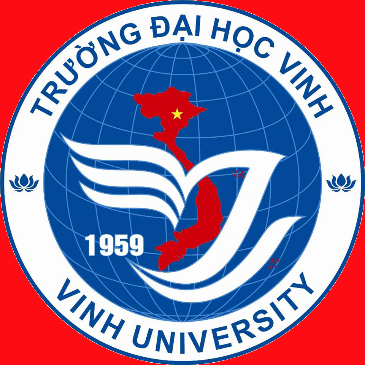 TRƯỜNG ĐẠI HỌC VINH
1959
VINH UNIVERSITY